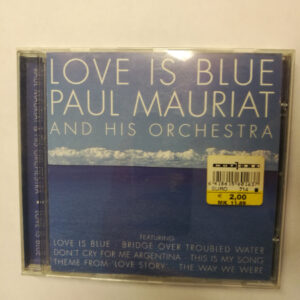 LOVE IS BLUE
PAUL MAURIAT
AND HIS ORCHESTRA
€ 2,00
FEATURING
LOVE IS BLUE · BRIDGE OVER TROUBLED WATER
DON'T CRY FOR ME ARGENTINA · THIS IS MY SONG
THEME FROM 'LOVE STORY' · THE WAY WE WERE